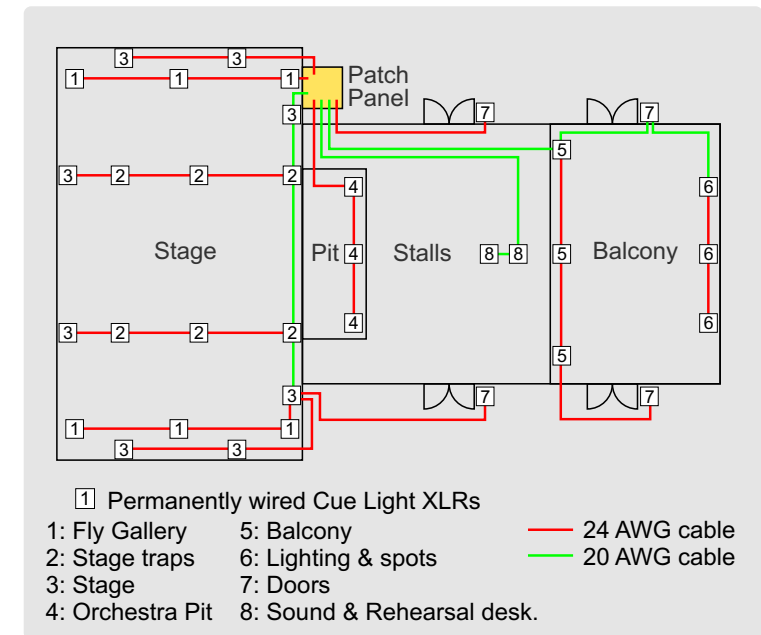 3 3
1 1 1 Patch
Panel
3 7 7
5
3 2 2 2 4 6
Stage Pit 4 Stalls 8 8 5 Balcony 6
4 6
3 2 2 2
5
3 7 7
1 1 1
3 3
1 Permanently wired Cue Light XLRs
1: Fly Gallery 5: Balcony 24 AWG cable
2: Stage traps 6: Lighting & spots 20 AWG cable
3: Stage 7: Doors
4: Orchestra Pit 8: Sound & Rehearsal desk.